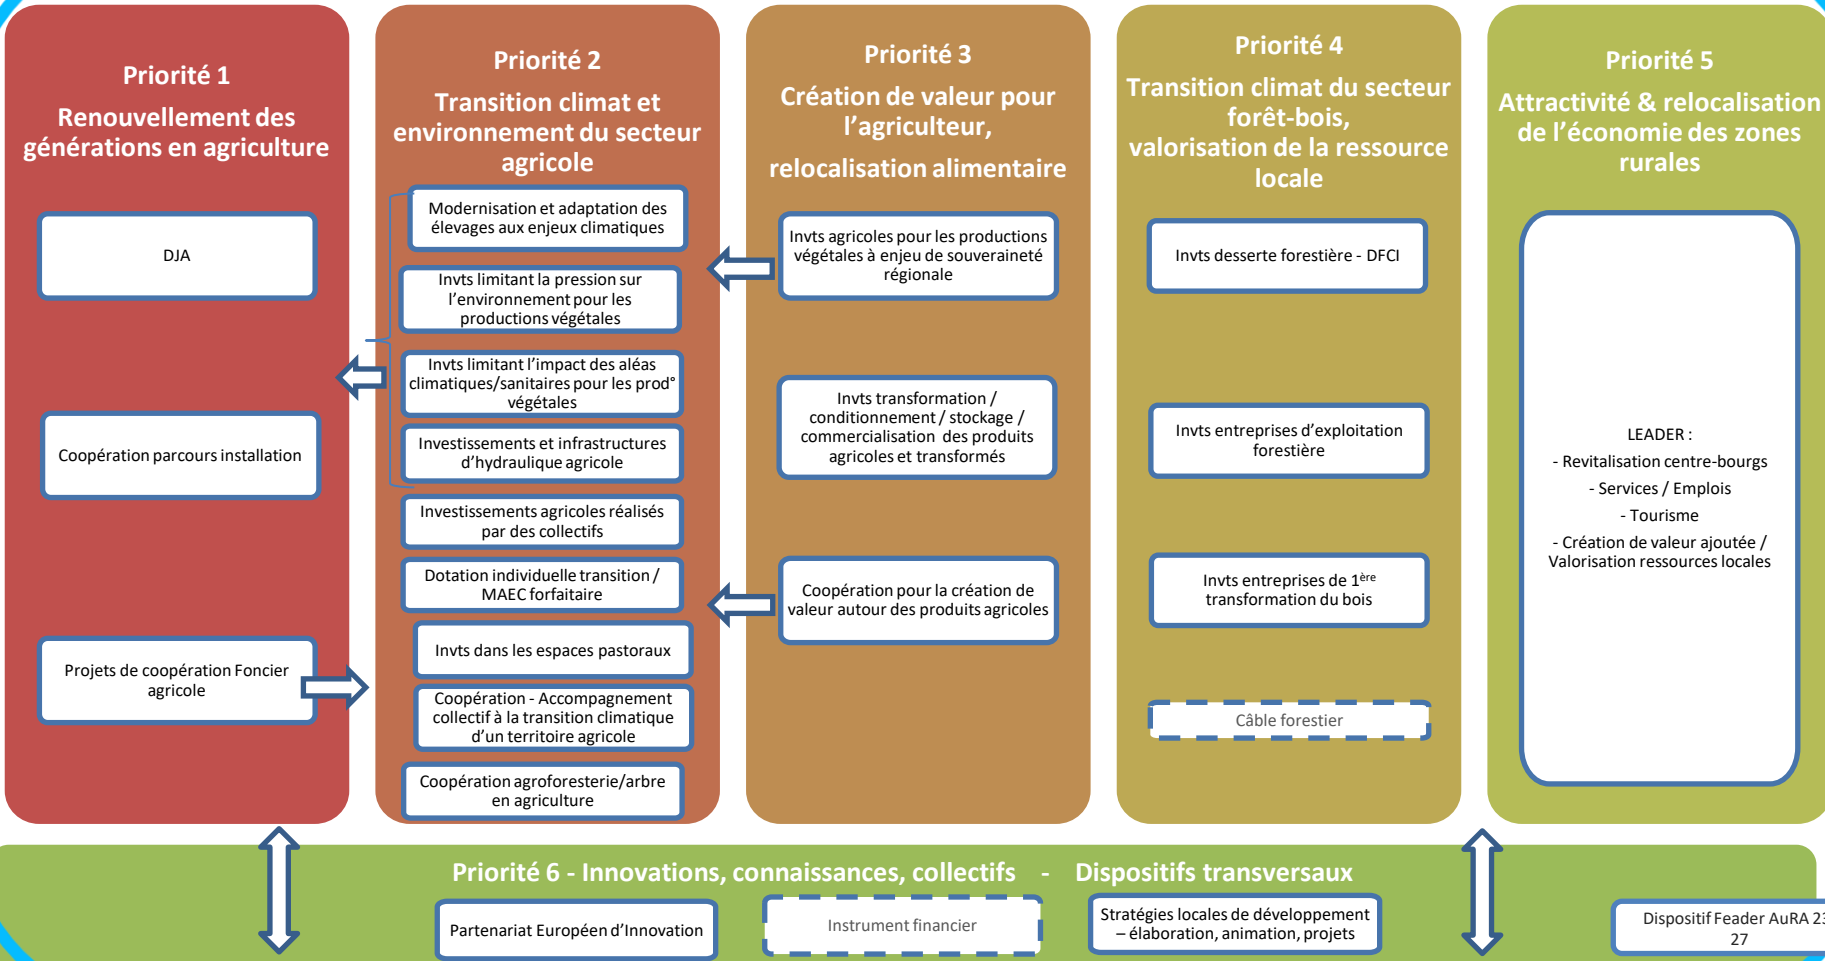 Priorité 1
Renouvellement des
générations en agriculture
DJA
Coopération parcours installation
Projets de coopération Foncier
agricole
Priorité 2
Transition climat et
environnement du secteur
agricole
Modernisation et adaptation des
élevages aux enjeux climatiques
Invts limitant la pression sur
l'environnement pour les
productions végétales
Invts limitant l'impact des aléas
climatiques/sanitaires pour les prod°
végétales
Investissements et infrastructures
d'hydraulique agricole
Investissements agricoles réalisés
par des collectifs
Dotation individuelle transition /
MAEC forfaitaire
Invts dans les espaces pastoraux
Coopération - Accompagnement
collectif à la transition climatique
d'un territoire agricole
Coopération agroforesterie/arbre
en agriculture
Priorité 3
Création de valeur pour
l'agriculteur,
relocalisation alimentaire
Invts agricoles pour les productions
végétales à enjeu de souveraineté
régionale
Invts transformation /
conditionnement / stockage /
commercialisation des produits
agricoles et transformés
Coopération pour la création de
valeur autour des produits agricoles
Priorité 4
Transition climat du secteur
forêt-bois,
valorisation de la ressource
locale
Invts desserte forestière - DFCI
Invts entreprises d'exploitation
forestière
Invts entreprises de 1ère
transformation du bois
Câble forestier
Priorité 5
Attractivité & relocalisation
de l'économie des zones
rurales
LEADER :
- Revitalisation centre-bourgs
- Services / Emplois
- Tourisme
- Création de valeur ajoutée /
Valorisation ressources locales
Priorité 6 - Innovations, connaissances, collectifs - Dispositifs transversaux
Partenariat Européen d'Innovation
Instrument financier
Stratégies locales de développement
– élaboration, animation, projets
Dispositif Feader AuRA 23
27